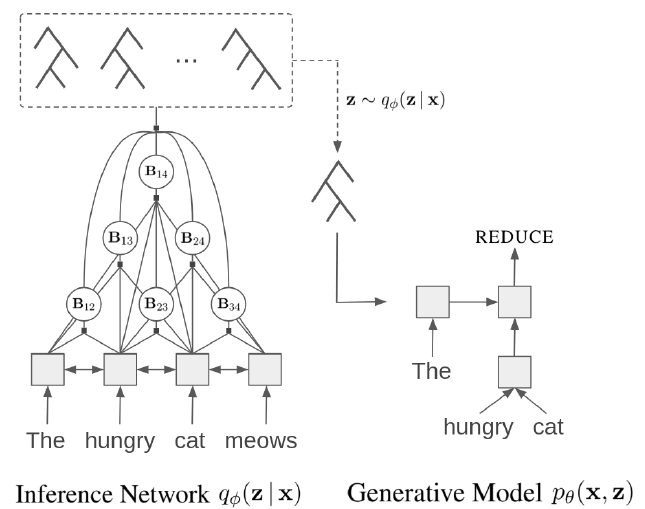 ...
z ∼ qϕ(z | x)
B14
B13
B24
REDUCE
B12
B23
B34
The
The hungry cat meows
hungry cat
Inference Network qϕ(z | x)
Generative Model pθ(x, z)